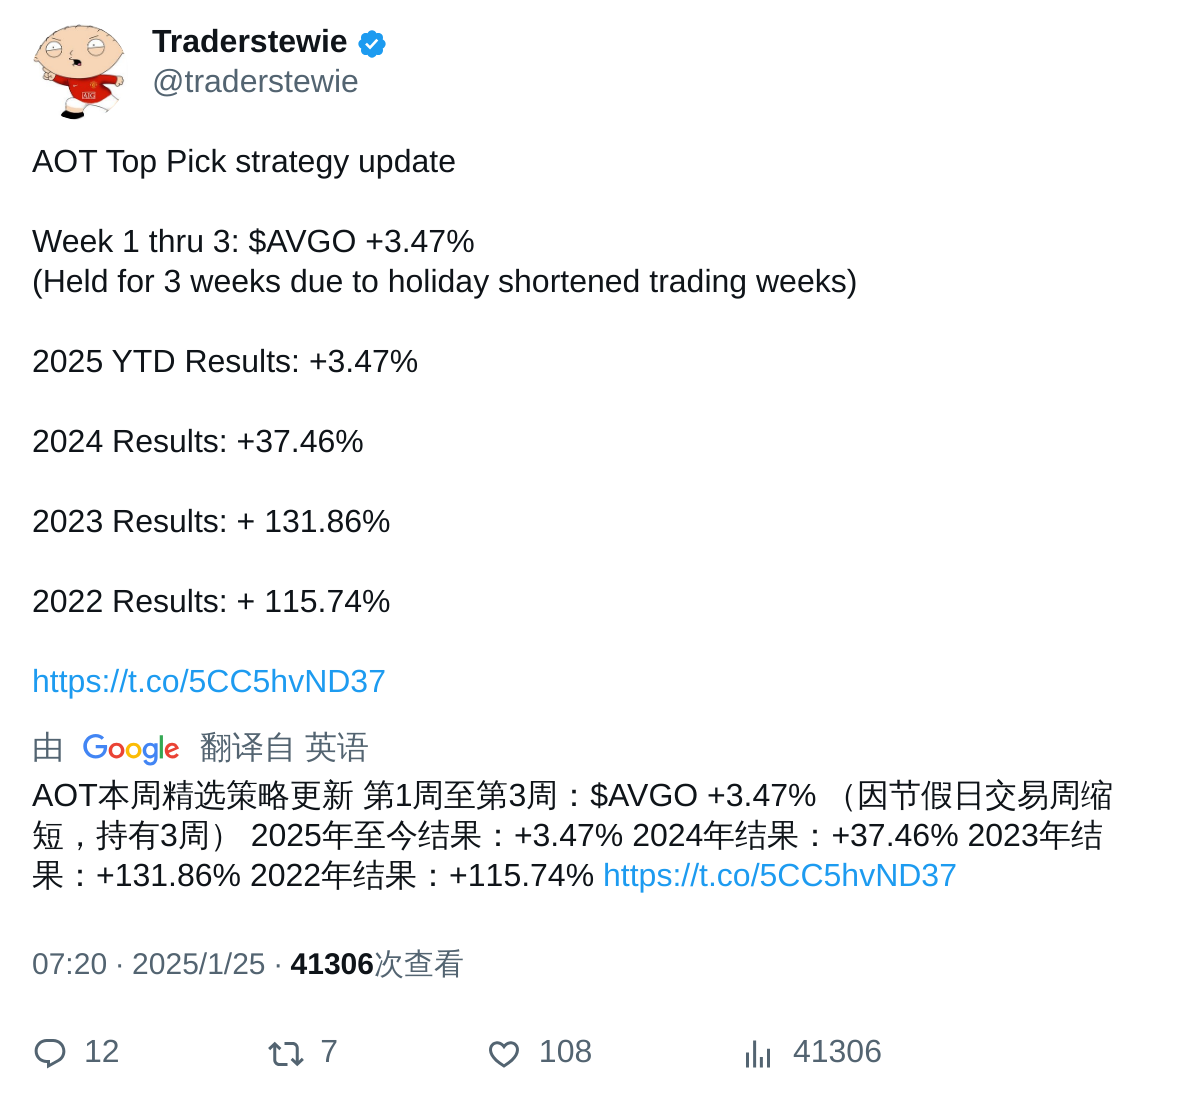 Traderstewie
@traderstewie
AOT Top Pick strategy update
Week 1 thru 3: $AVGO +3.47%
(Held for 3 weeks due to holiday shortened trading weeks)
2025 YTD Results: +3.47%
2024 Results: +37.46%
2023 Results: + 131.86%
2022 Results: + 115.74%
https://t.co/5CC5hvND37
由 Google 翻译自 英语
AOT本周精选策略更新 第1周至第3周：$AVGO +3.47% （因节假日交易周缩
短，持有3周） 2025年至今结果：+3.47% 2024年结果：+37.46% 2023年结
果：+131.86% 2022年结果：+115.74% https://t.co/5CC5hvND37
07:20 · 2025/1/25 · 41306次查看
12 7 108 41306
AIG